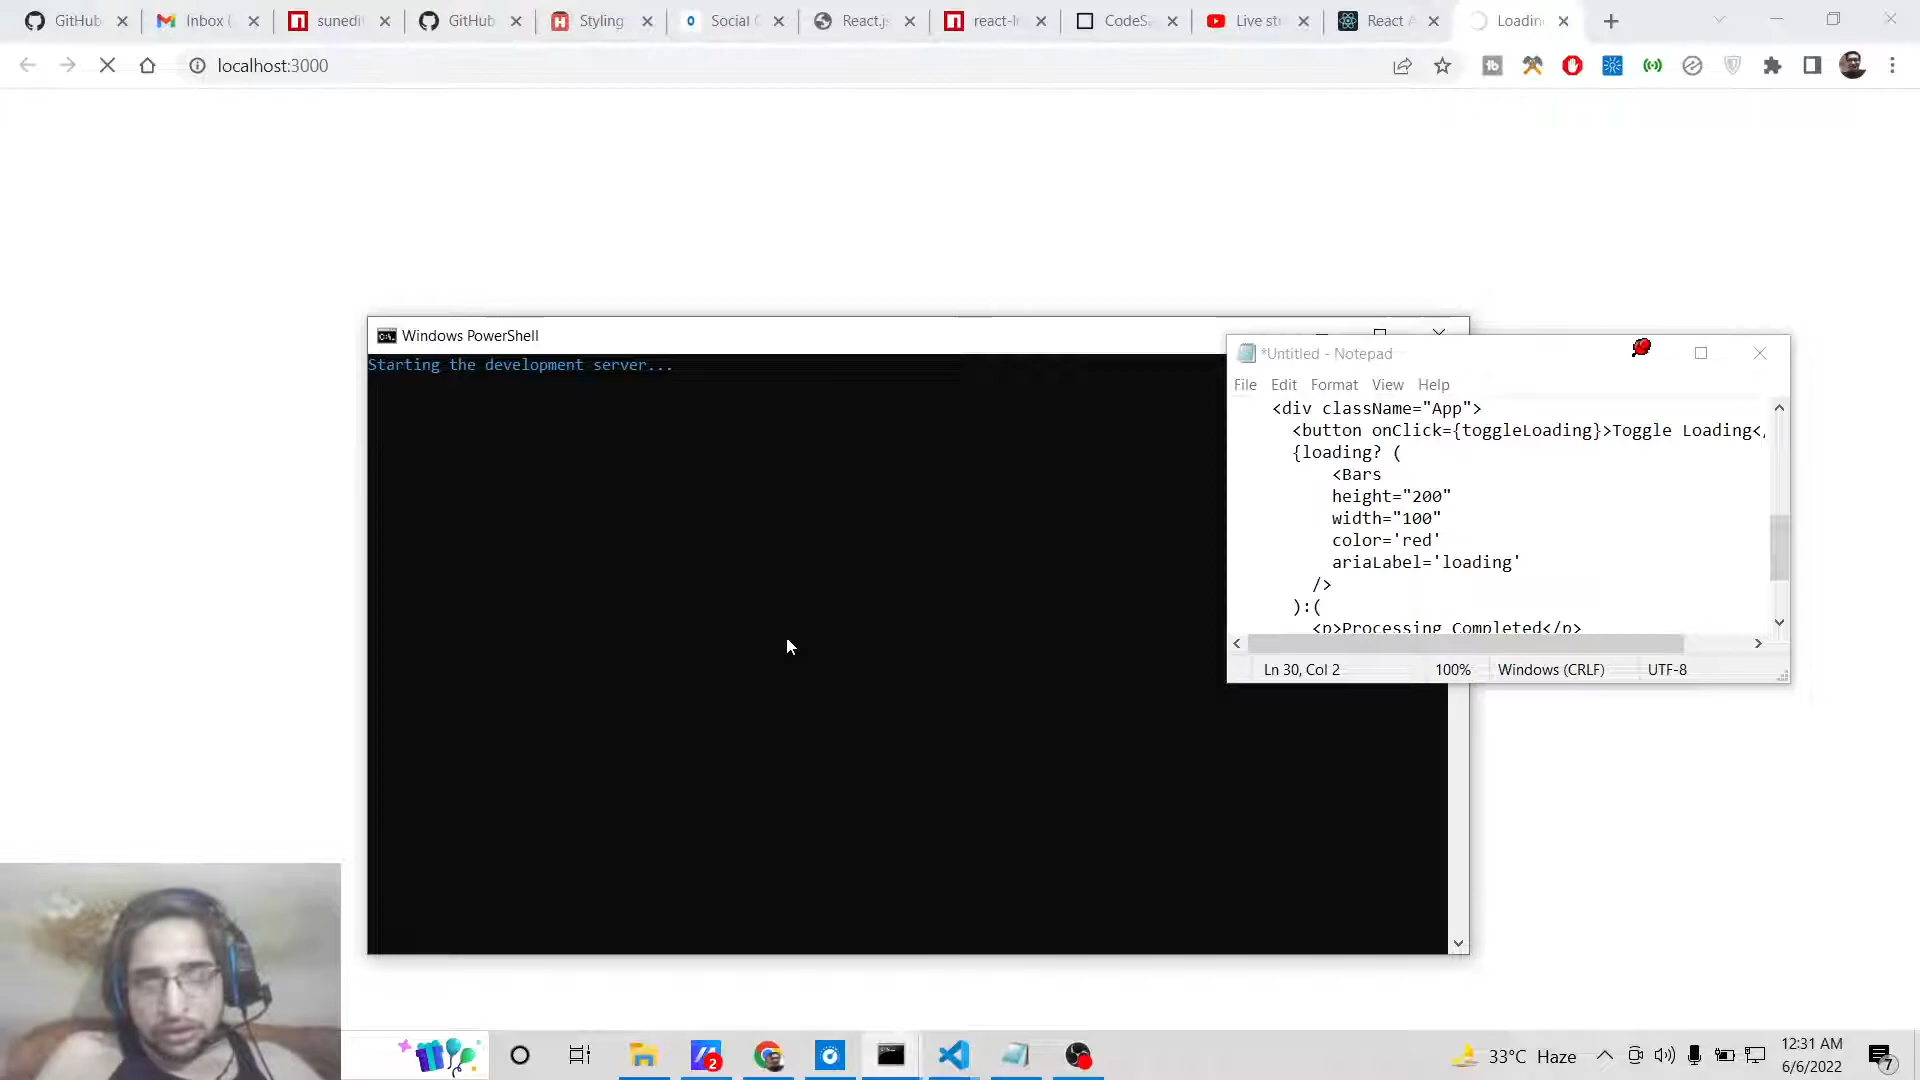 GitHub
Inbox (
sunedi
GitHub
Styling
Social
React.js
react-l
CodeS
Live st
React A
Loadin
localhost:3000
Windows PowerShell
Starting the development server...
*Untitled - Notepad
File Edit Format View Help
<div className="App">
<button onClick={toggleLoading}>Toggle Loading</
{loading? (
<Bars
height="200"
width="100"
color='red'
ariaLabel='loading'
/>
):(
<p>Processing Completed</p>
Ln 30, Col 2
100%
Windows (CRLF)
UTF-8
2
33°C Haze
12:31 AM
6/6/2022
7